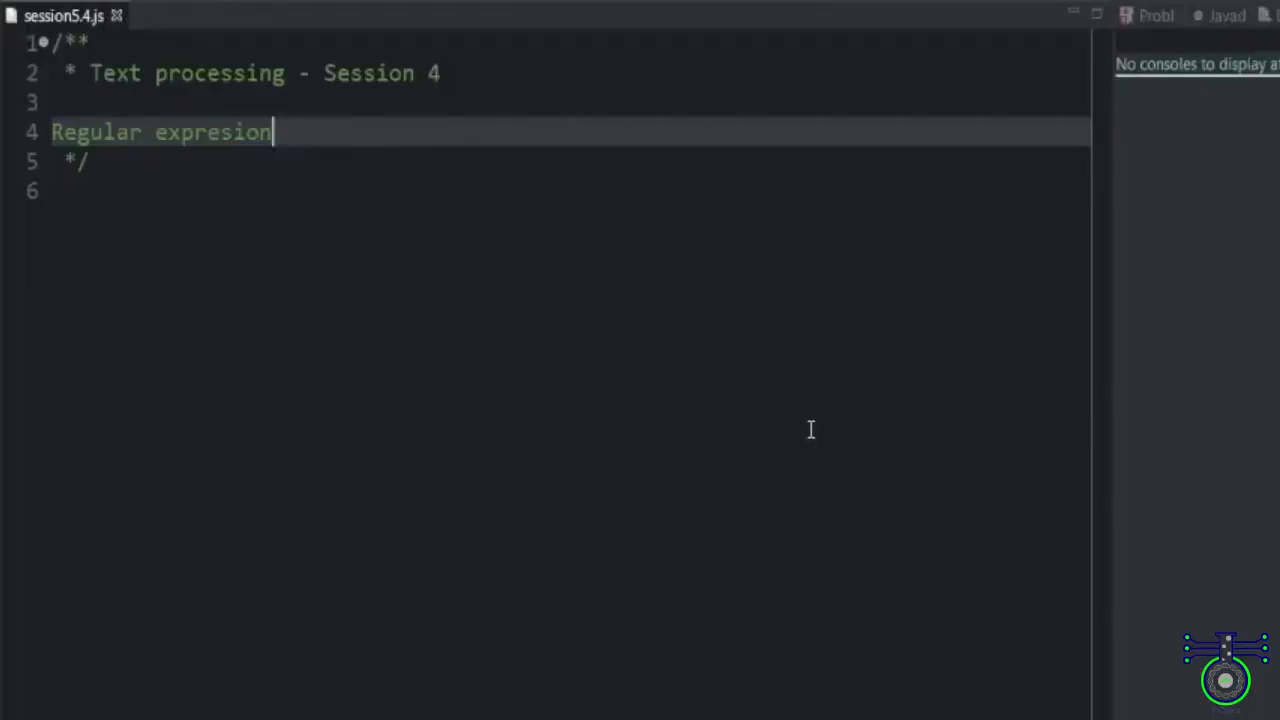 session5.4.js
Probl
Javad
1 /**
2  * Text processing - Session 4
3
4 Regular expresion
5  */
6
No consoles to display at